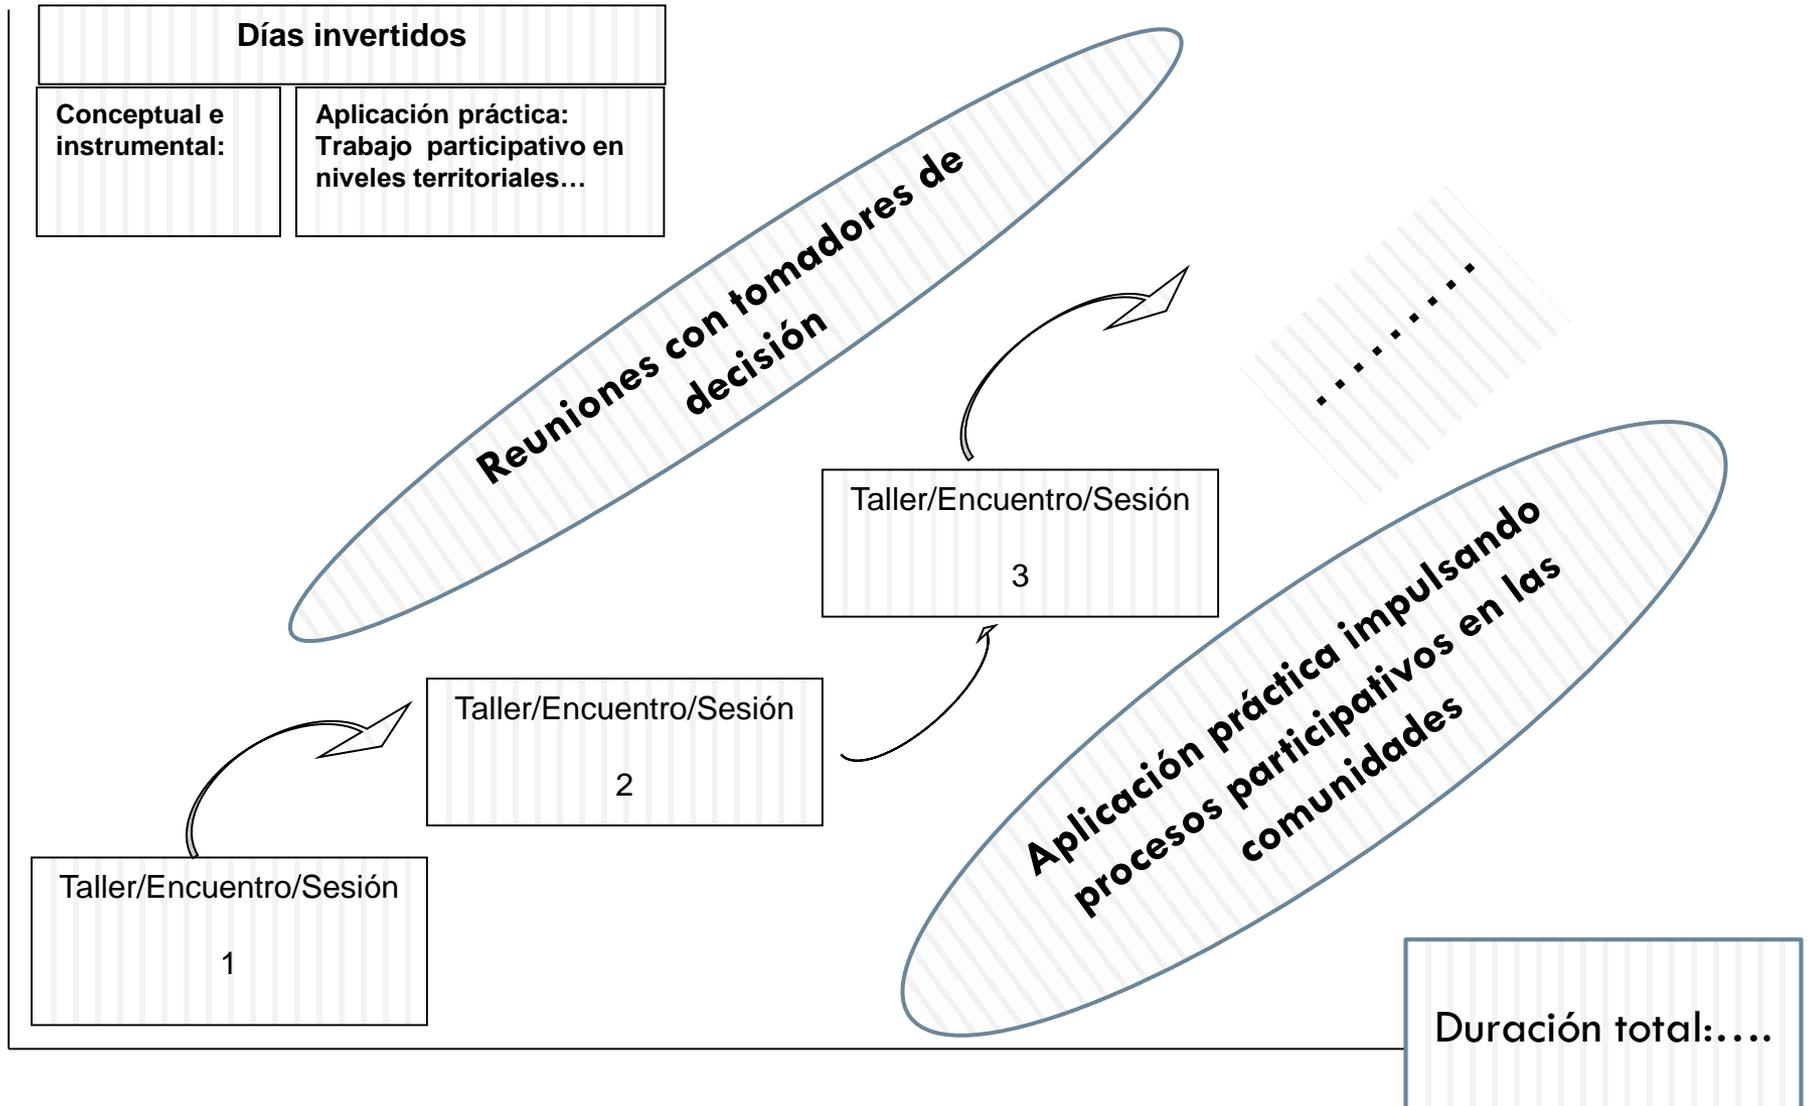 Días invertidos
Conceptual e
instrumental:
Aplicación práctica:
Trabajo participativo en
niveles territoriales…
Reuniones con tomadores de
decisión
. . . . . . . .
Taller/Encuentro/Sesión
3
Aplicación práctica impulsando
procesos participativos en las
comunidades
Taller/Encuentro/Sesión
2
Taller/Encuentro/Sesión
1
Duración total:….